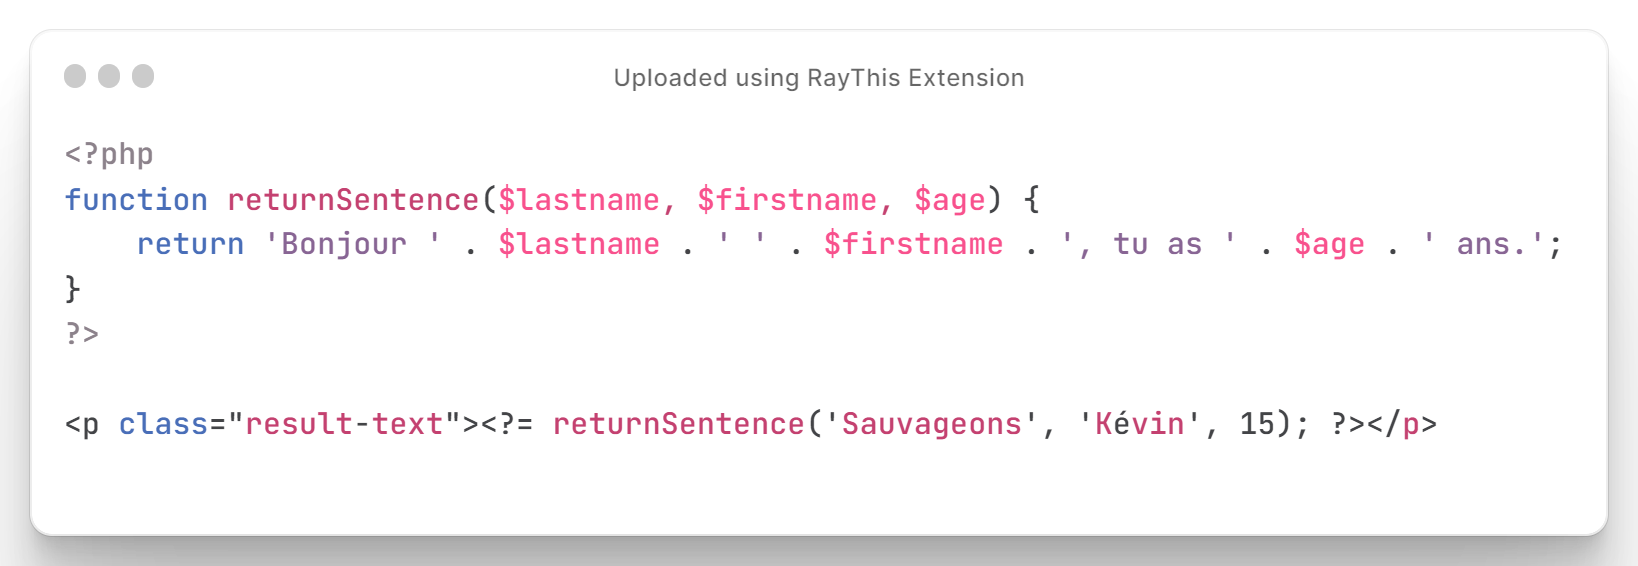 Uploaded using RayThis Extension
<?php
function returnSentence($lastname, $firstname, $age) {
    return 'Bonjour ' . $lastname . ' ' . $firstname . ', tu as ' . $age . ' ans.';
}
?>
<p class="result-text"><?= returnSentence('Sauvageons', 'Kévin', 15); ?></p>